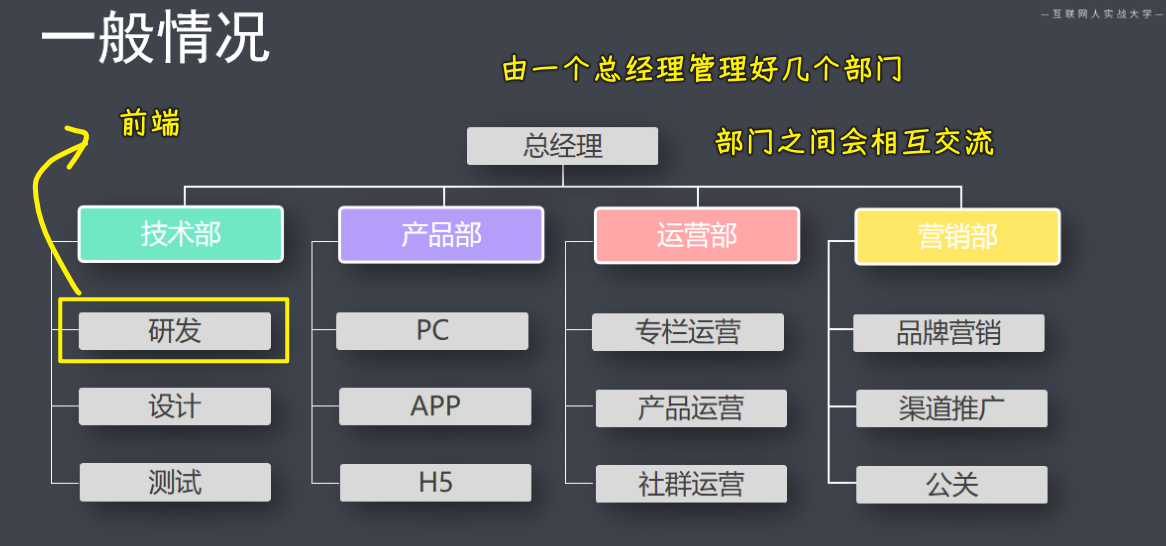 一般情况
—互联网人实战大学—
由一个总经理管理好几个部门
前端
总经理
部门之间会相互交流
技术部
产品部
运营部
营销部
研发
PC
专栏运营
品牌营销
设计
APP
产品运营
渠道推广
测试
H5
社群运营
公关